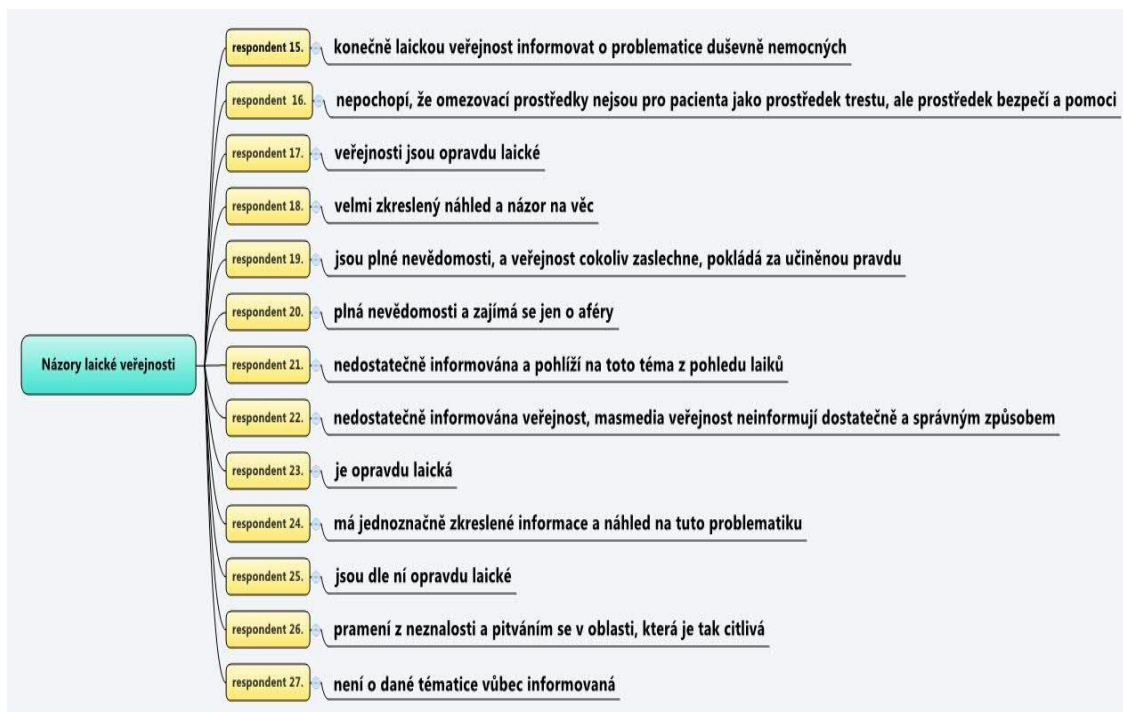 respondent 15. konečně laickou veřejnost informovat o problematice duševně nemocných
respondent 16. nepochopí, že omezovací prostředky nejsou pro pacienta jako prostředek trestu, ale prostředek bezpečí a pomoci
respondent 17. veřejnosti jsou opravdu laické
respondent 18. velmi zkreslený náhled a názor na věc
respondent 19. jsou plné nevědomosti, a veřejnost cokoliv zaslechne, pokládá za učiněnou pravdu
respondent 20. plná nevědomosti a zajímá se jen o aféry
Názory laické veřejnosti
respondent 21. nedostatečně informována a pohlíží na toto téma z pohledu laiků
respondent 22. nedostatečně informována veřejnost, masmedia veřejnost neinformují dostatečně a správným způsobem
respondent 23. je opravdu laická
respondent 24. má jednoznačně zkreslené informace a náhled na tuto problematiku
respondent 25. jsou dle ní opravdu laické
respondent 26. pramení z neznalosti a pitváním se v oblasti, která je tak citlivá
respondent 27. není o dané tématice vůbec informovaná